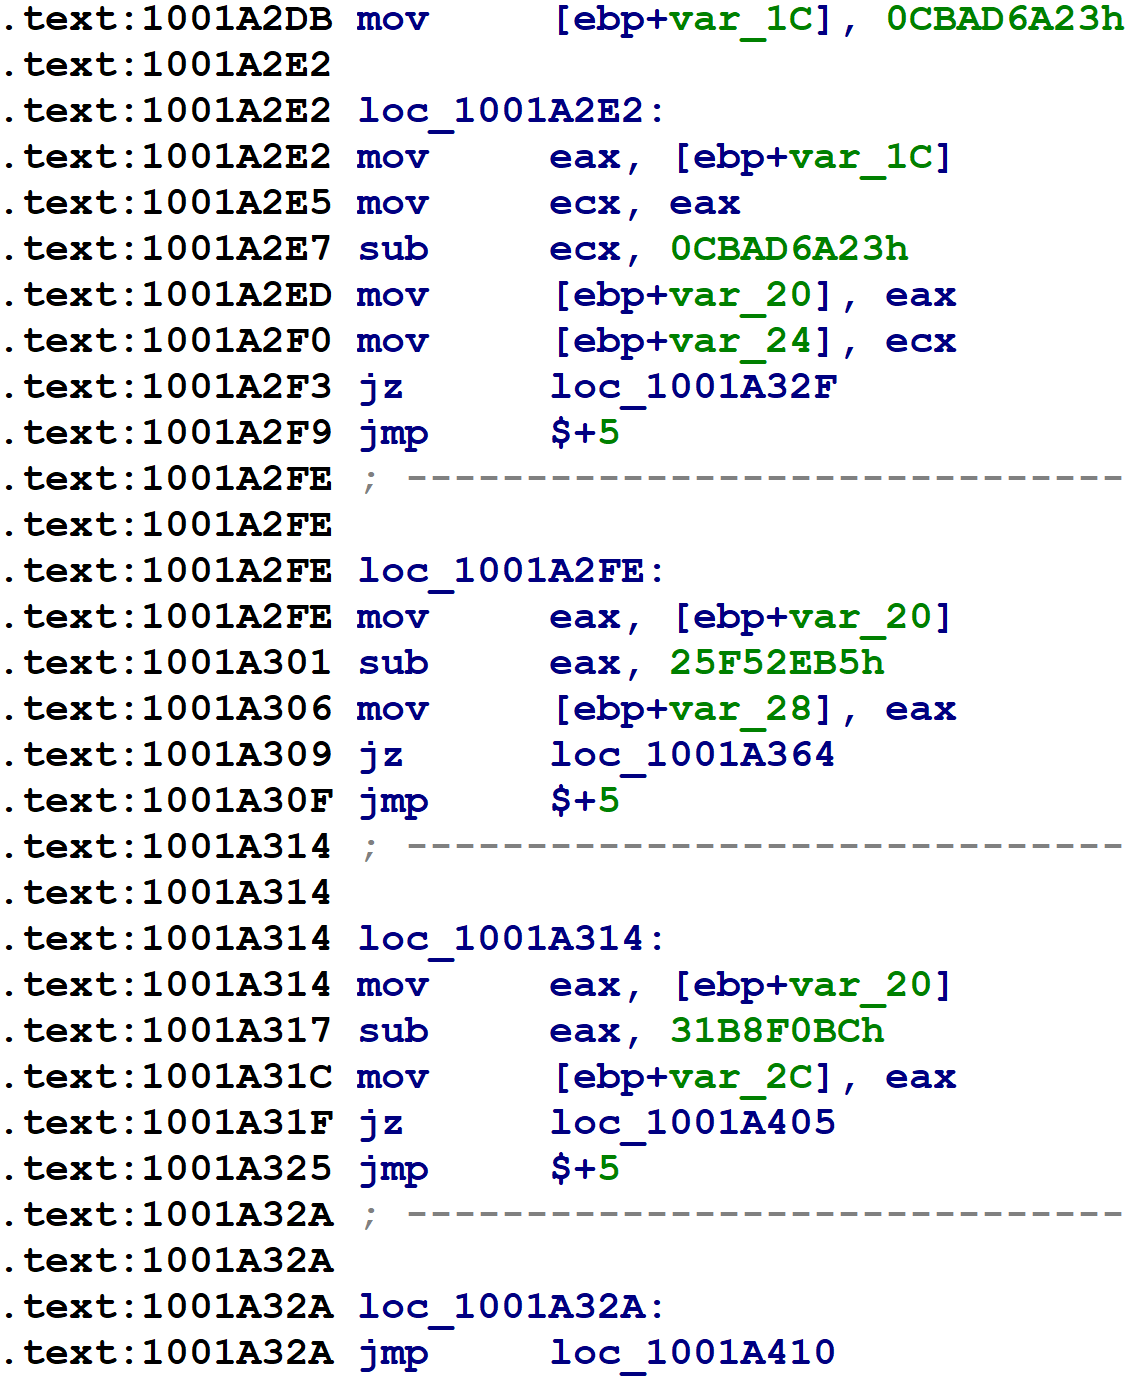 .text:1001A2DB mov     [ebp+var_1C], 0CBAD6A23h
.text:1001A2E2
.text:1001A2E2 loc_1001A2E2:
.text:1001A2E2 mov     eax, [ebp+var_1C]
.text:1001A2E5 mov     ecx, eax
.text:1001A2E7 sub     ecx, 0CBAD6A23h
.text:1001A2ED mov     [ebp+var_20], eax
.text:1001A2F0 mov     [ebp+var_24], ecx
.text:1001A2F3 jz      loc_1001A32F
.text:1001A2F9 jmp     $+5
.text:1001A2FE ; ------------------------------
.text:1001A2FE
.text:1001A2FE loc_1001A2FE:
.text:1001A2FE mov     eax, [ebp+var_20]
.text:1001A301 sub     eax, 25F52EB5h
.text:1001A306 mov     [ebp+var_28], eax
.text:1001A309 jz      loc_1001A364
.text:1001A30F jmp     $+5
.text:1001A314 ; ------------------------------
.text:1001A314
.text:1001A314 loc_1001A314:
.text:1001A314 mov     eax, [ebp+var_20]
.text:1001A317 sub     eax, 31B8F0BCh
.text:1001A31C mov     [ebp+var_2C], eax
.text:1001A31F jz      loc_1001A405
.text:1001A325 jmp     $+5
.text:1001A32A ; ------------------------------
.text:1001A32A
.text:1001A32A loc_1001A32A:
.text:1001A32A jmp     loc_1001A410